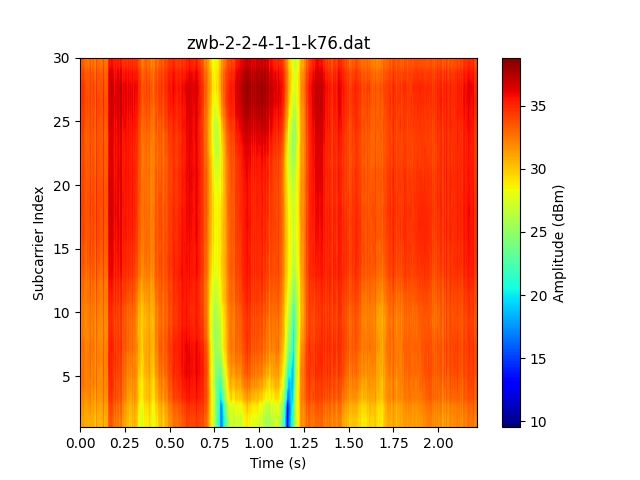 zwb-2-2-4-1-1-k76.dat
30
25
20
15
10
5
Subcarrier Index
0.00 0.25 0.50 0.75 1.00 1.25 1.50 1.75 2.00
Time (s)
35
30
25
20
15
10
Amplitude (dBm)